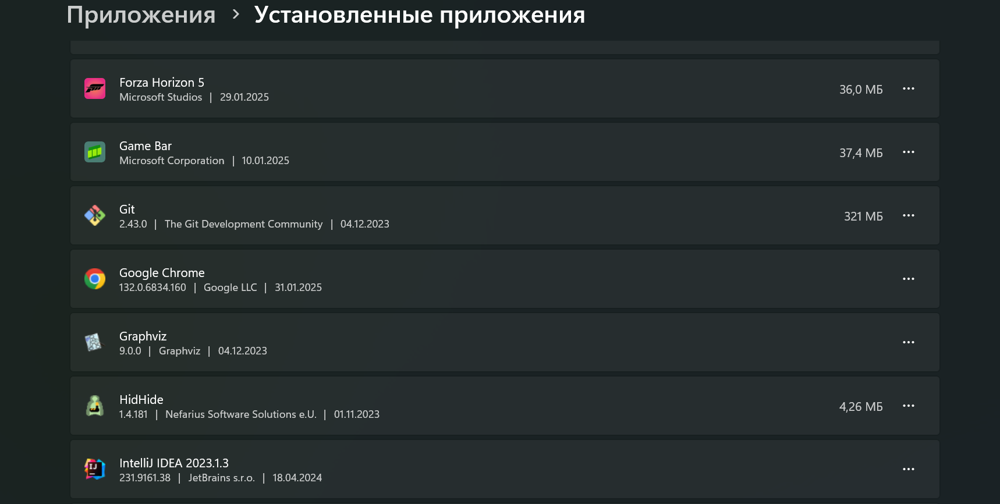 Приложения > Установленные приложения
Forza Horizon 5
Microsoft Studios | 29.01.2025
36,0 МБ
Game Bar
Microsoft Corporation | 10.01.2025
37,4 МБ
Git
2.43.0 | The Git Development Community | 04.12.2023
321 МБ
Google Chrome
132.0.6834.160 | Google LLC | 31.01.2025
Graphviz
9.0.0 | Graphviz | 04.12.2023
HidHide
1.4.181 | Nefarius Software Solutions e.U. | 01.11.2023
4,26 МБ
IJ
IntelliJ IDEA 2023.1.3
231.9161.38 | JetBrains s.r.o. | 18.04.2024